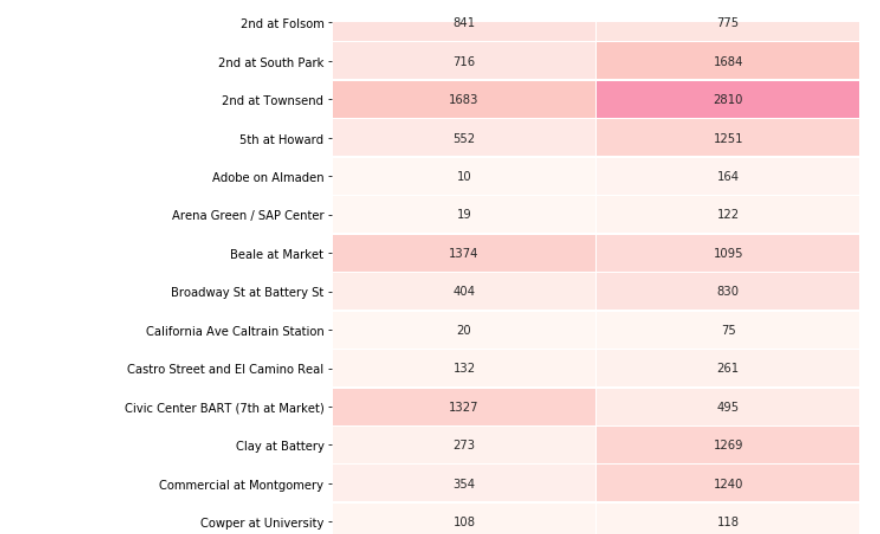 2nd at Folsom 841 775
2nd at South Park 716 1684
2nd at Townsend 1683 2810
5th at Howard 552 1251
Adobe on Almaden 10 164
Arena Green / SAP Center 19 122
Beale at Market 1374 1095
Broadway St at Battery St 404 830
California Ave Caltrain Station 20 75
Castro Street and El Camino Real 132 261
Civic Center BART (7th at Market) 1327 495
Clay at Battery 273 1269
Commercial at Montgomery 354 1240
Cowper at University 108 118